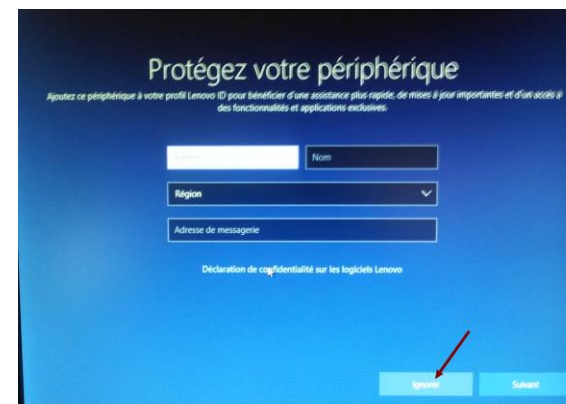 Protégez votre périphérique
Ajoutez ce périphérique à votre profil Lenovo ID pour bénéficier d'une assistance plus rapide, de mises à jour importantes et d'un accès à
des fonctionnalités et applications exclusives.
Nom
Région
Adresse de messagerie
Déclaration de confidentialité sur les logiciels Lenovo
Ignorer Suivant